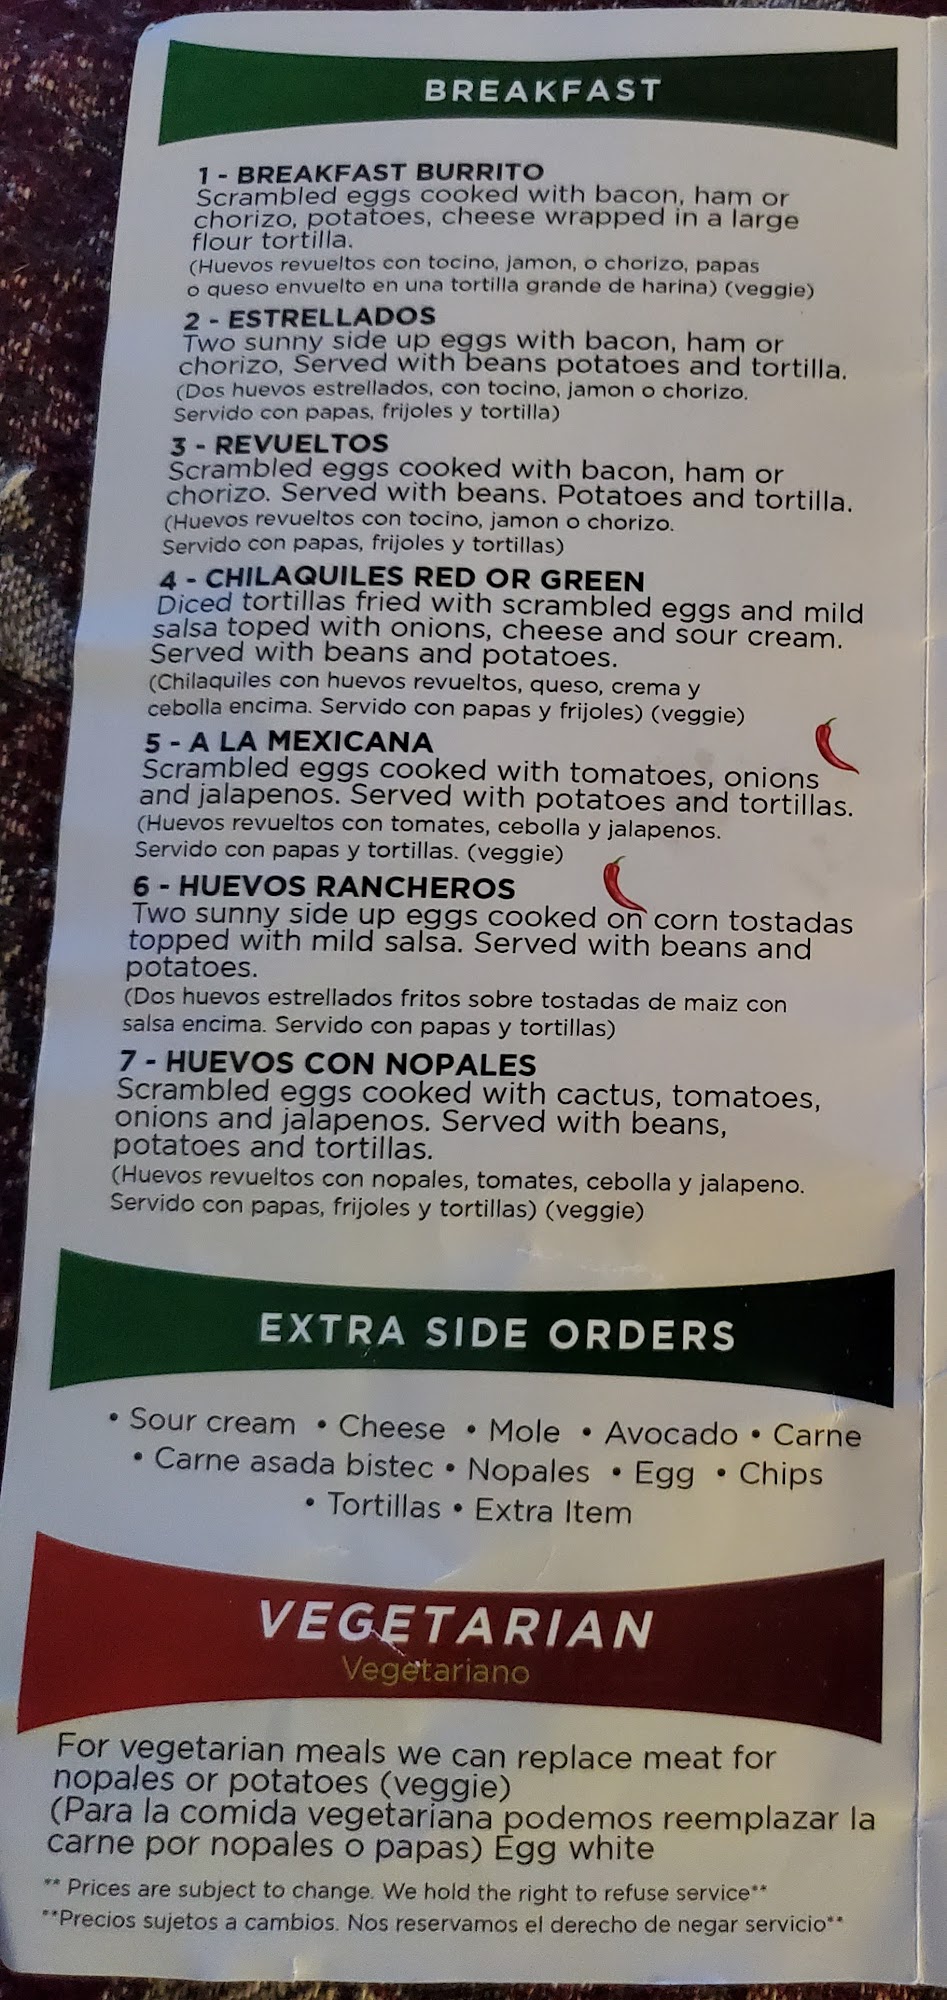 BREAKFAST
1 - BREAKFAST BURRITO
Scrambled eggs cooked with bacon, ham or
chorizo, potatoes, cheese wrapped in a large
flour tortilla.
(Huevos revueltos con tocino, jamon, o chorizo, papas
o queso envuelto en una tortilla grande de harina) (veggie)
2 - ESTRELLADOS
Two sunny side up eggs with bacon, ham or
chorizo, Served with beans potatoes and tortilla.
(Dos huevos estrellados, con tocino, jamon o chorizo.
Servido con papas, frijoles y tortilla)
3 - REVUELTOS
Scrambled eggs cooked with bacon, ham or
chorizo. Served with beans. Potatoes and tortilla.
(Huevos revueltos con tocino, jamon o chorizo.
Servido con papas, frijoles y tortillas)
4 - CHILAQUILES RED OR GREEN
Diced tortillas fried with scrambled eggs and mild
salsa toped with onions, cheese and sour cream.
Served with beans and potatoes.
(Chilaquiles con huevos revueltos, queso, crema y
cebolla encima. Servido con papas y frijoles) (veggie)
5 - A LA MEXICANA
Scrambled eggs cooked with tomatoes, onions
and jalapenos. Served with potatoes and tortillas.
(Huevos revueltos con tomates, cebolla y jalapenos.
Servido con papas y tortillas. (veggie)
6 - HUEVOS RANCHEROS
Two sunny side up eggs cooked on corn tostadas
topped with mild salsa. Served with beans and
potatoes.
(Dos huevos estrellados fritos sobre tostadas de maiz con
salsa encima. Servido con papas y tortillas)
7 - HUEVOS CON NOPALES
Scrambled eggs cooked with cactus, tomatoes,
onions and jalapenos. Served with beans,
potatoes and tortillas.
(Huevos revueltos con nopales, tomates, cebolla y jalapeno.
Servido con papas, frijoles y tortillas) (veggie)
EXTRA SIDE ORDERS
• Sour cream • Cheese • Mole • Avocado • Carne
• Carne asada bistec • Nopales • Egg • Chips
• Tortillas • Extra Item
VEGETARIAN
Vegetariano
For vegetarian meals we can replace meat for
nopales or potatoes (veggie)
(Para la comida vegetariana podemos reemplazar la
carne por nopales o papas) Egg white
** Prices are subject to change. We hold the right to refuse service**
**Precios sujetos a cambios. Nos reservamos el derecho de negar servicio**